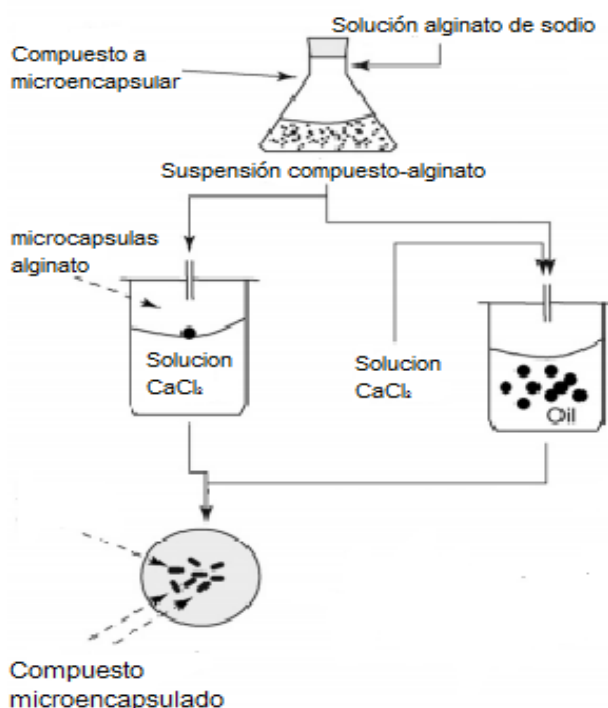 Solución alginato de sodio
Compuesto a
microencapsular
Suspensión compuesto-alginato
microcapsulas
alginato
Solucion
CaCl₂
Solucion
CaCl₂
Oil
Compuesto
microencapsulado